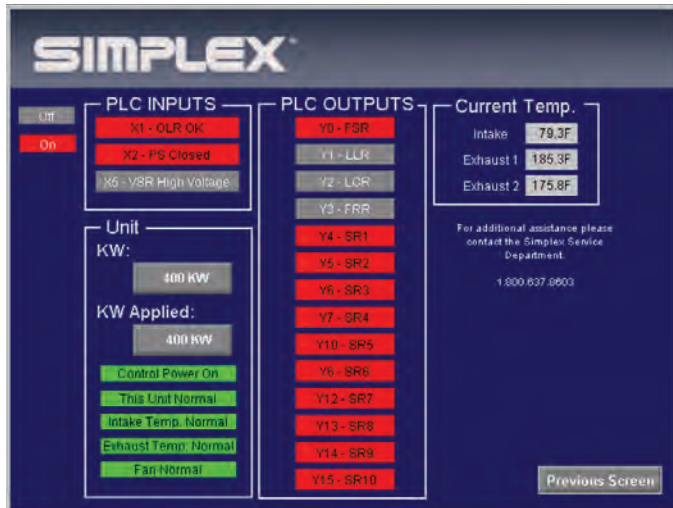 SIMPLEX
Off
On
PLC INPUTS
X1 - OLR OK
X2 - PS Closed
X5 - VSR High Voltage
Unit
KW:
400 KW
KW Applied:
400 KW
Control Power On
This Unit Normal
Intake Temp. Normal
Exhaust Temp. Normal
Fan Normal
PLC OUTPUTS
Y0 - FSR
Y1 - LLR
Y2 - LCR
Y3 - FRR
Y4 - SR1
Y5 - SR2
Y6 - SR3
Y7 - SR4
Y10 - SR5
Y6 - SR6
Y12 - SR7
Y13 - SR8
Y14 - SR9
Y15 - SR10
Current Temp.
Intake 79.3F
Exhaust 1 185.3F
Exhaust 2 175.8F
For additional assistance please
contact the Simplex Service
Department.
1.800.637.8603
Previous Screen